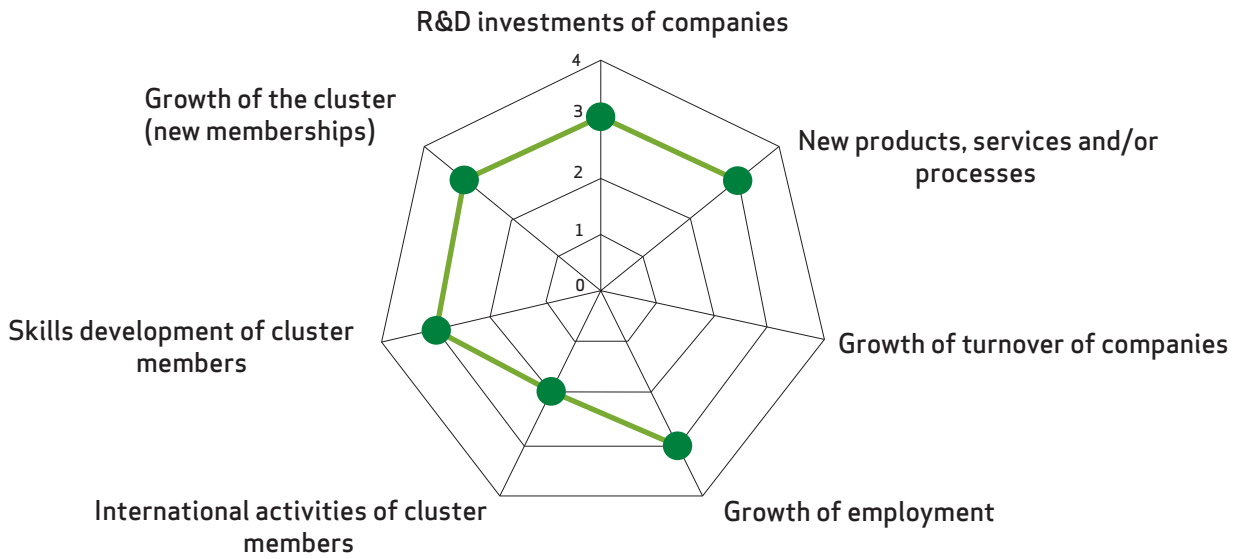 R&D investments of companies
4
3
2
1
0
New products, services and/or
processes
Growth of turnover of companies
Growth of employment
International activities of cluster
members
Skills development of cluster
members
Growth of the cluster
(new memberships)